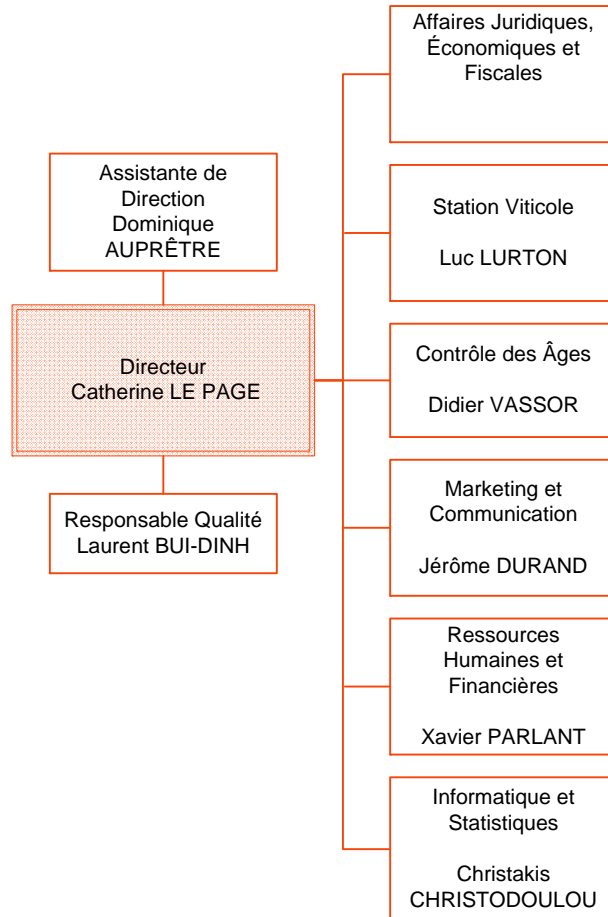 Assistante de
Direction
Dominique
AUPRÊTRE
Directeur
Catherine LE PAGE
Responsable Qualité
Laurent BUI-DINH
Affaires Juridiques,
Économiques et
Fiscales
Station Viticole
Luc LURTON
Contrôle des Âges
Didier VASSOR
Marketing et
Communication
Jérôme DURAND
Ressources
Humaines et
Financières
Xavier PARLANT
Informatique et
Statistiques
Christakis
CHRISTODOULOU